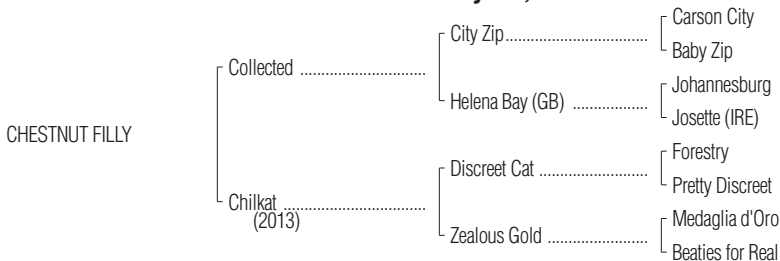 Carson City
City Zip
Baby Zip
Collected
Johannesburg
Helena Bay (GB)
Josette (IRE)
CHESTNUT FILLY
Forestry
Discreet Cat
Pretty Discreet
Chilkat
(2013)
Medaglia d'Oro
Zealous Gold
Beaties for Real